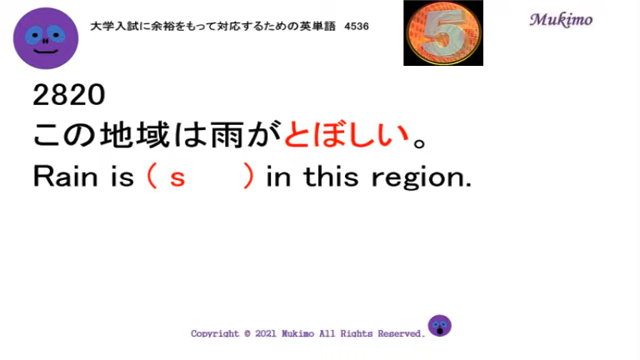 大学入試に余裕をもって対応するための英単語 4536
5
Mukimo
2820
この地域は雨がとぼしい。
Rain is ( s ) in this region.
Copyright © 2021 Mukimo All Rights Reserved.